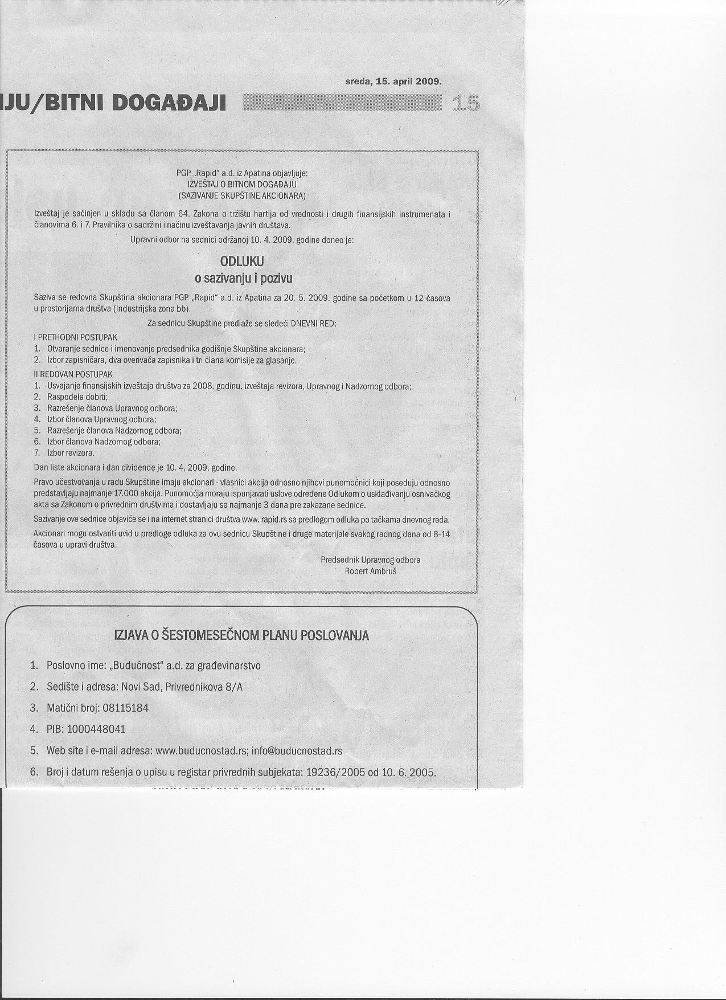 sreda, 15. april 2009.
IJU/BITNI DOGAĐAJI 15
PGP „Rapid“ a.d. iz Apatina objavljuje:
IZVEŠTAJ O BITNOM DOGAĐAJU
(SAZIVANJE SKUPŠTINE AKCIONARA)
Izveštaj je sačinjen u skladu sa članom 64. Zakona o tržištu hartija od vrednosti i drugih finansijskih instrumenata i
članovima 6. i 7. Pravilnika o sadržini i načinu izveštavanja javnih društava.
Upravni odbor na sednici održanoj 10. 4. 2009. godine doneo je:
ODLUKU
o sazivanju i pozivu
Saziva se redovna Skupština akcionara PGP „Rapid“ a.d. iz Apatina za 20. 5. 2009. godine sa početkom u 12 časova
u prostorijama društva (Industrijska zona bb).
Za sednicu Skupštine predlaže se sledeći DNEVNI RED:
I PRETHODNI POSTUPAK
1. Otvaranje sednice i imenovanje predsednika godišnje Skupštine akcionara;
2. Izbor zapisničara, dva overivača zapisnika i tri člana komisije za glasanje.
II REDOVAN POSTUPAK
1. Usvajanje finansijskih izveštaja društva za 2008. godinu, izveštaja revizora, Upravnog i Nadzornog odbora;
2. Raspodela dobiti;
3. Razrešenje članova Upravnog odbora;
4. Izbor članova Upravnog odbora;
5. Razrešenje članova Nadzornog odbora;
6. Izbor članova Nadzornog odbora;
7. Izbor revizora.
Dan liste akcionara i dan dividende je 10. 4. 2009. godine.
Pravo učestvovanja u radu Skupštine imaju akcionari - vlasnici akcija odnosno njihovi punomoćnici koji poseduju odnosno
predstavljaju najmanje 17.000 akcija. Punomoćja moraju ispunjavati uslove određene Odlukom o usklađivanju osnivačkog
akta sa Zakonom o privrednim društvima i dostavljaju se najmanje 3 dana pre zakazane sednice.
Sazivanje ove sednice objaviće se i na internet stranici društva www. rapid.rs sa predlogom odluka po tačkama dnevnog reda.
Akcionari mogu ostvariti uvid u predloge odluka za ovu sednicu Skupštine i druge materijale svakog radnog dana od 8-14
časova u upravi društva.
Predsednik Upravnog odbora
Robert Ambruš
IZJAVA O ŠESTOMESEČNOM PLANU POSLOVANJA
1. Poslovno ime: „Budućnost“ a.d. za građevinarstvo
2. Sedište i adresa: Novi Sad, Privrednikova 8/A
3. Matični broj: 08115184
4. PIB: 1000448041
5. Web site i e-mail adresa: www.buducnostad.rs; info@buducnostad.rs
6. Broj i datum rešenja o upisu u registar privrednih subjekata: 19236/2005 od 10. 6. 2005.